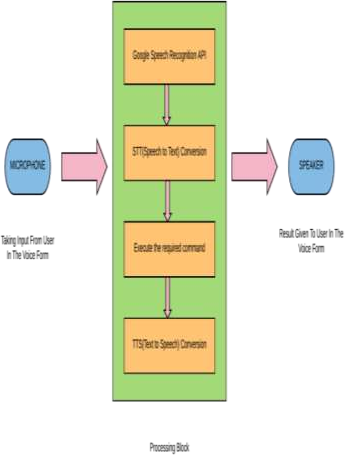 Google Speech Recognition API
STT(Speech to Text) Conversion
MICROPHONE
SPEAKER
Taking Input From User
In The Voice Form
Result Given To User In The
Voice Form
Execute the required command
TTS(Text to Speech) Conversion
Processing Block